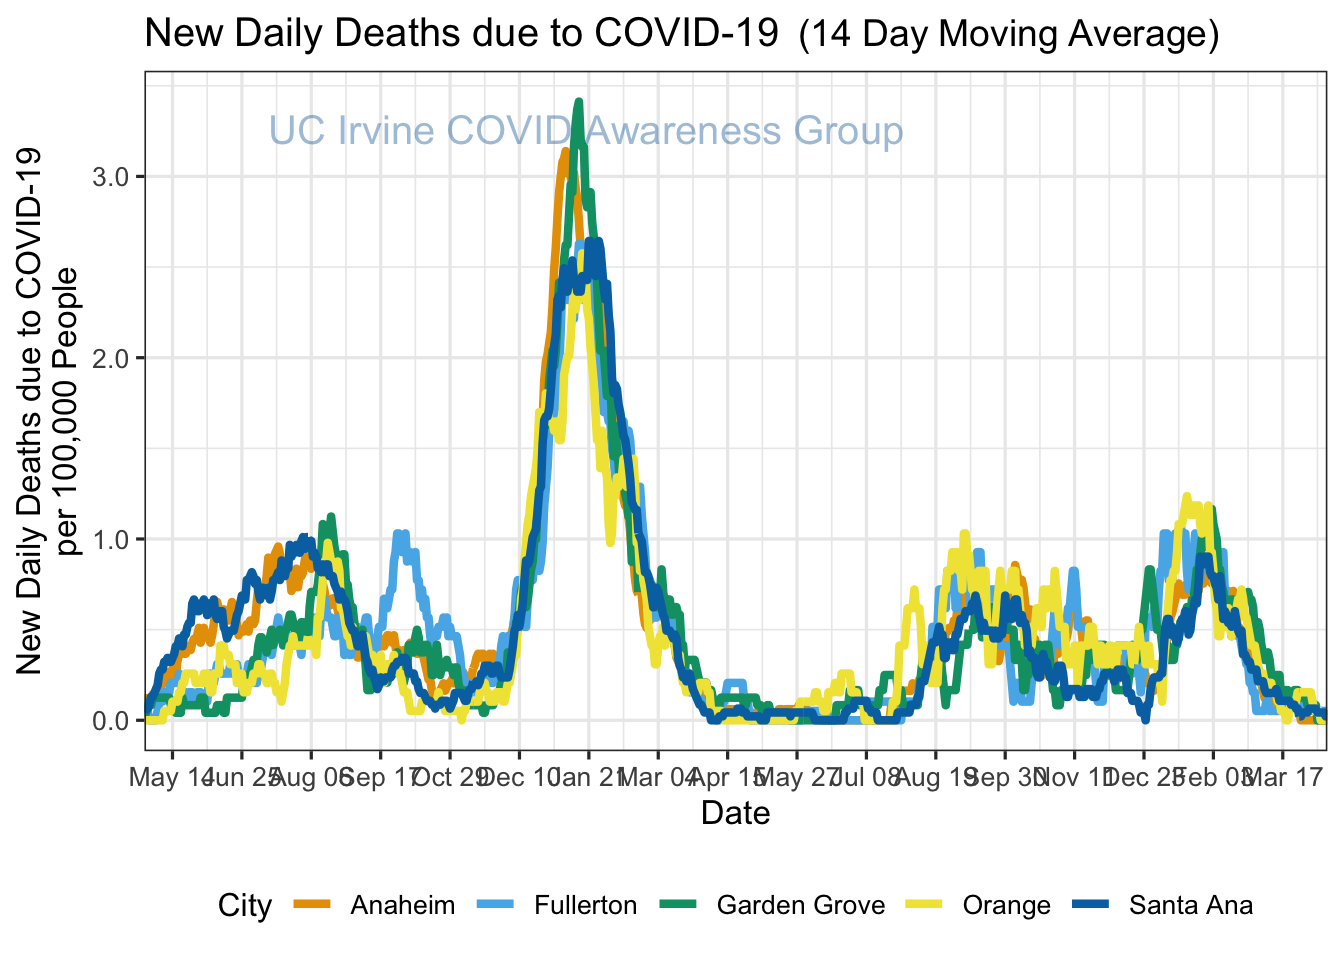 New Daily Deaths due to COVID-19 (14 Day Moving Average)
UC Irvine COVID Awareness Group
New Daily Deaths due to COVID-19
per 100,000 People
3.0
2.0
1.0
0.0
May 14 Jun 25 Aug 06 Sep 17 Oct 29 Dec 10 Jan 21 Mar 04 Apr 15 May 27 Jul 08 Aug 19 Sep 30 Nov 11 Dec 23 Feb 03 Mar 17
Date
City Anaheim Fullerton Garden Grove Orange Santa Ana